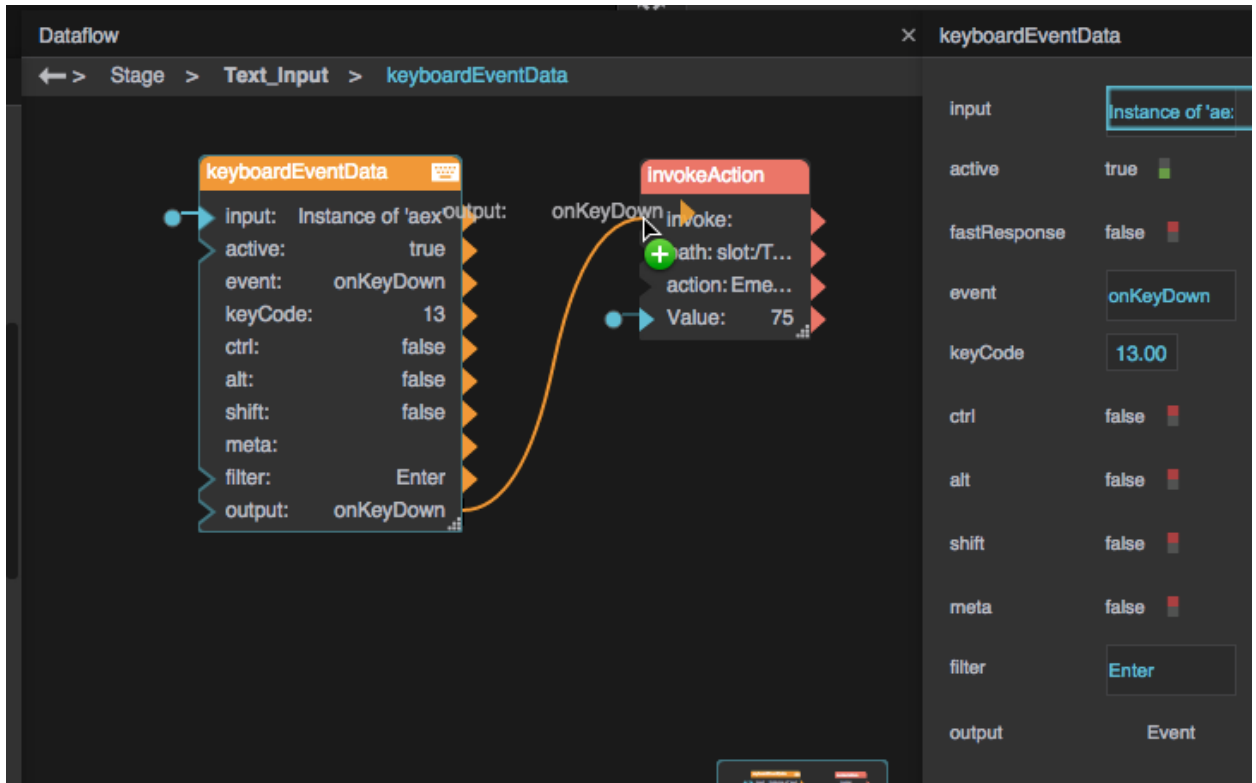 Dataflow
×
keyboardEventData
> Stage > Text_Input > keyboardEventData
keyboardEventData
input: Instance of 'aex'
active: true
event: onKeyDown
keyCode: 13
ctrl: false
alt: false
shift: false
meta:
filter: Enter
output: onKeyDown
output: onKeyDown
invokeAction
invoke:
path: slot:/T...
action: Eme...
Value: 75
input Instance of 'ae:
active true
fastResponse false
event onKeyDown
keyCode 13.00
ctrl false
alt false
shift false
meta false
filter Enter
output Event